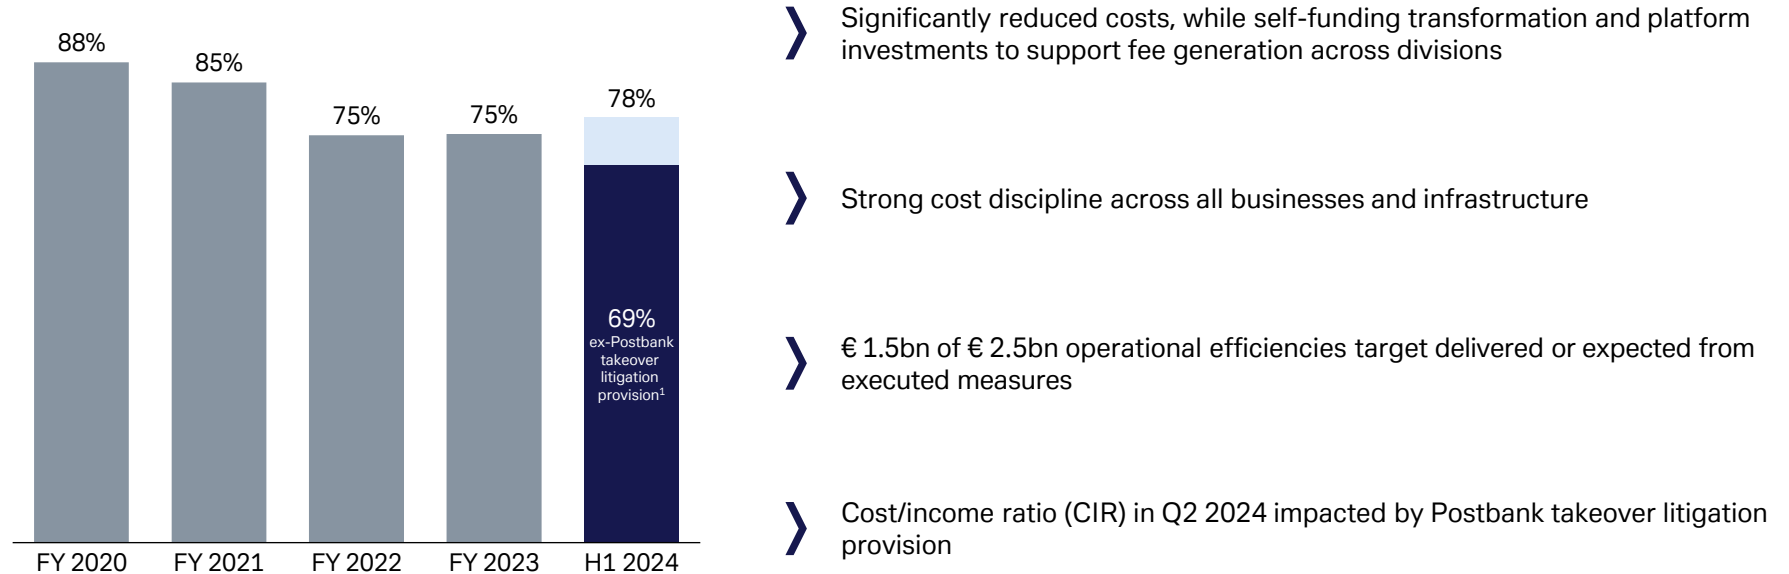 88%
85%
75%
75%
78%
69%
ex-Postbank
takeover
litigation
provision¹
FY 2020
FY 2021
FY 2022
FY 2023
H1 2024
Significantly reduced costs, while self-funding transformation and platform
investments to support fee generation across divisions
Strong cost discipline across all businesses and infrastructure
€ 1.5bn of € 2.5bn operational efficiencies target delivered or expected from
executed measures
Cost/income ratio (CIR) in Q2 2024 impacted by Postbank takeover litigation
provision